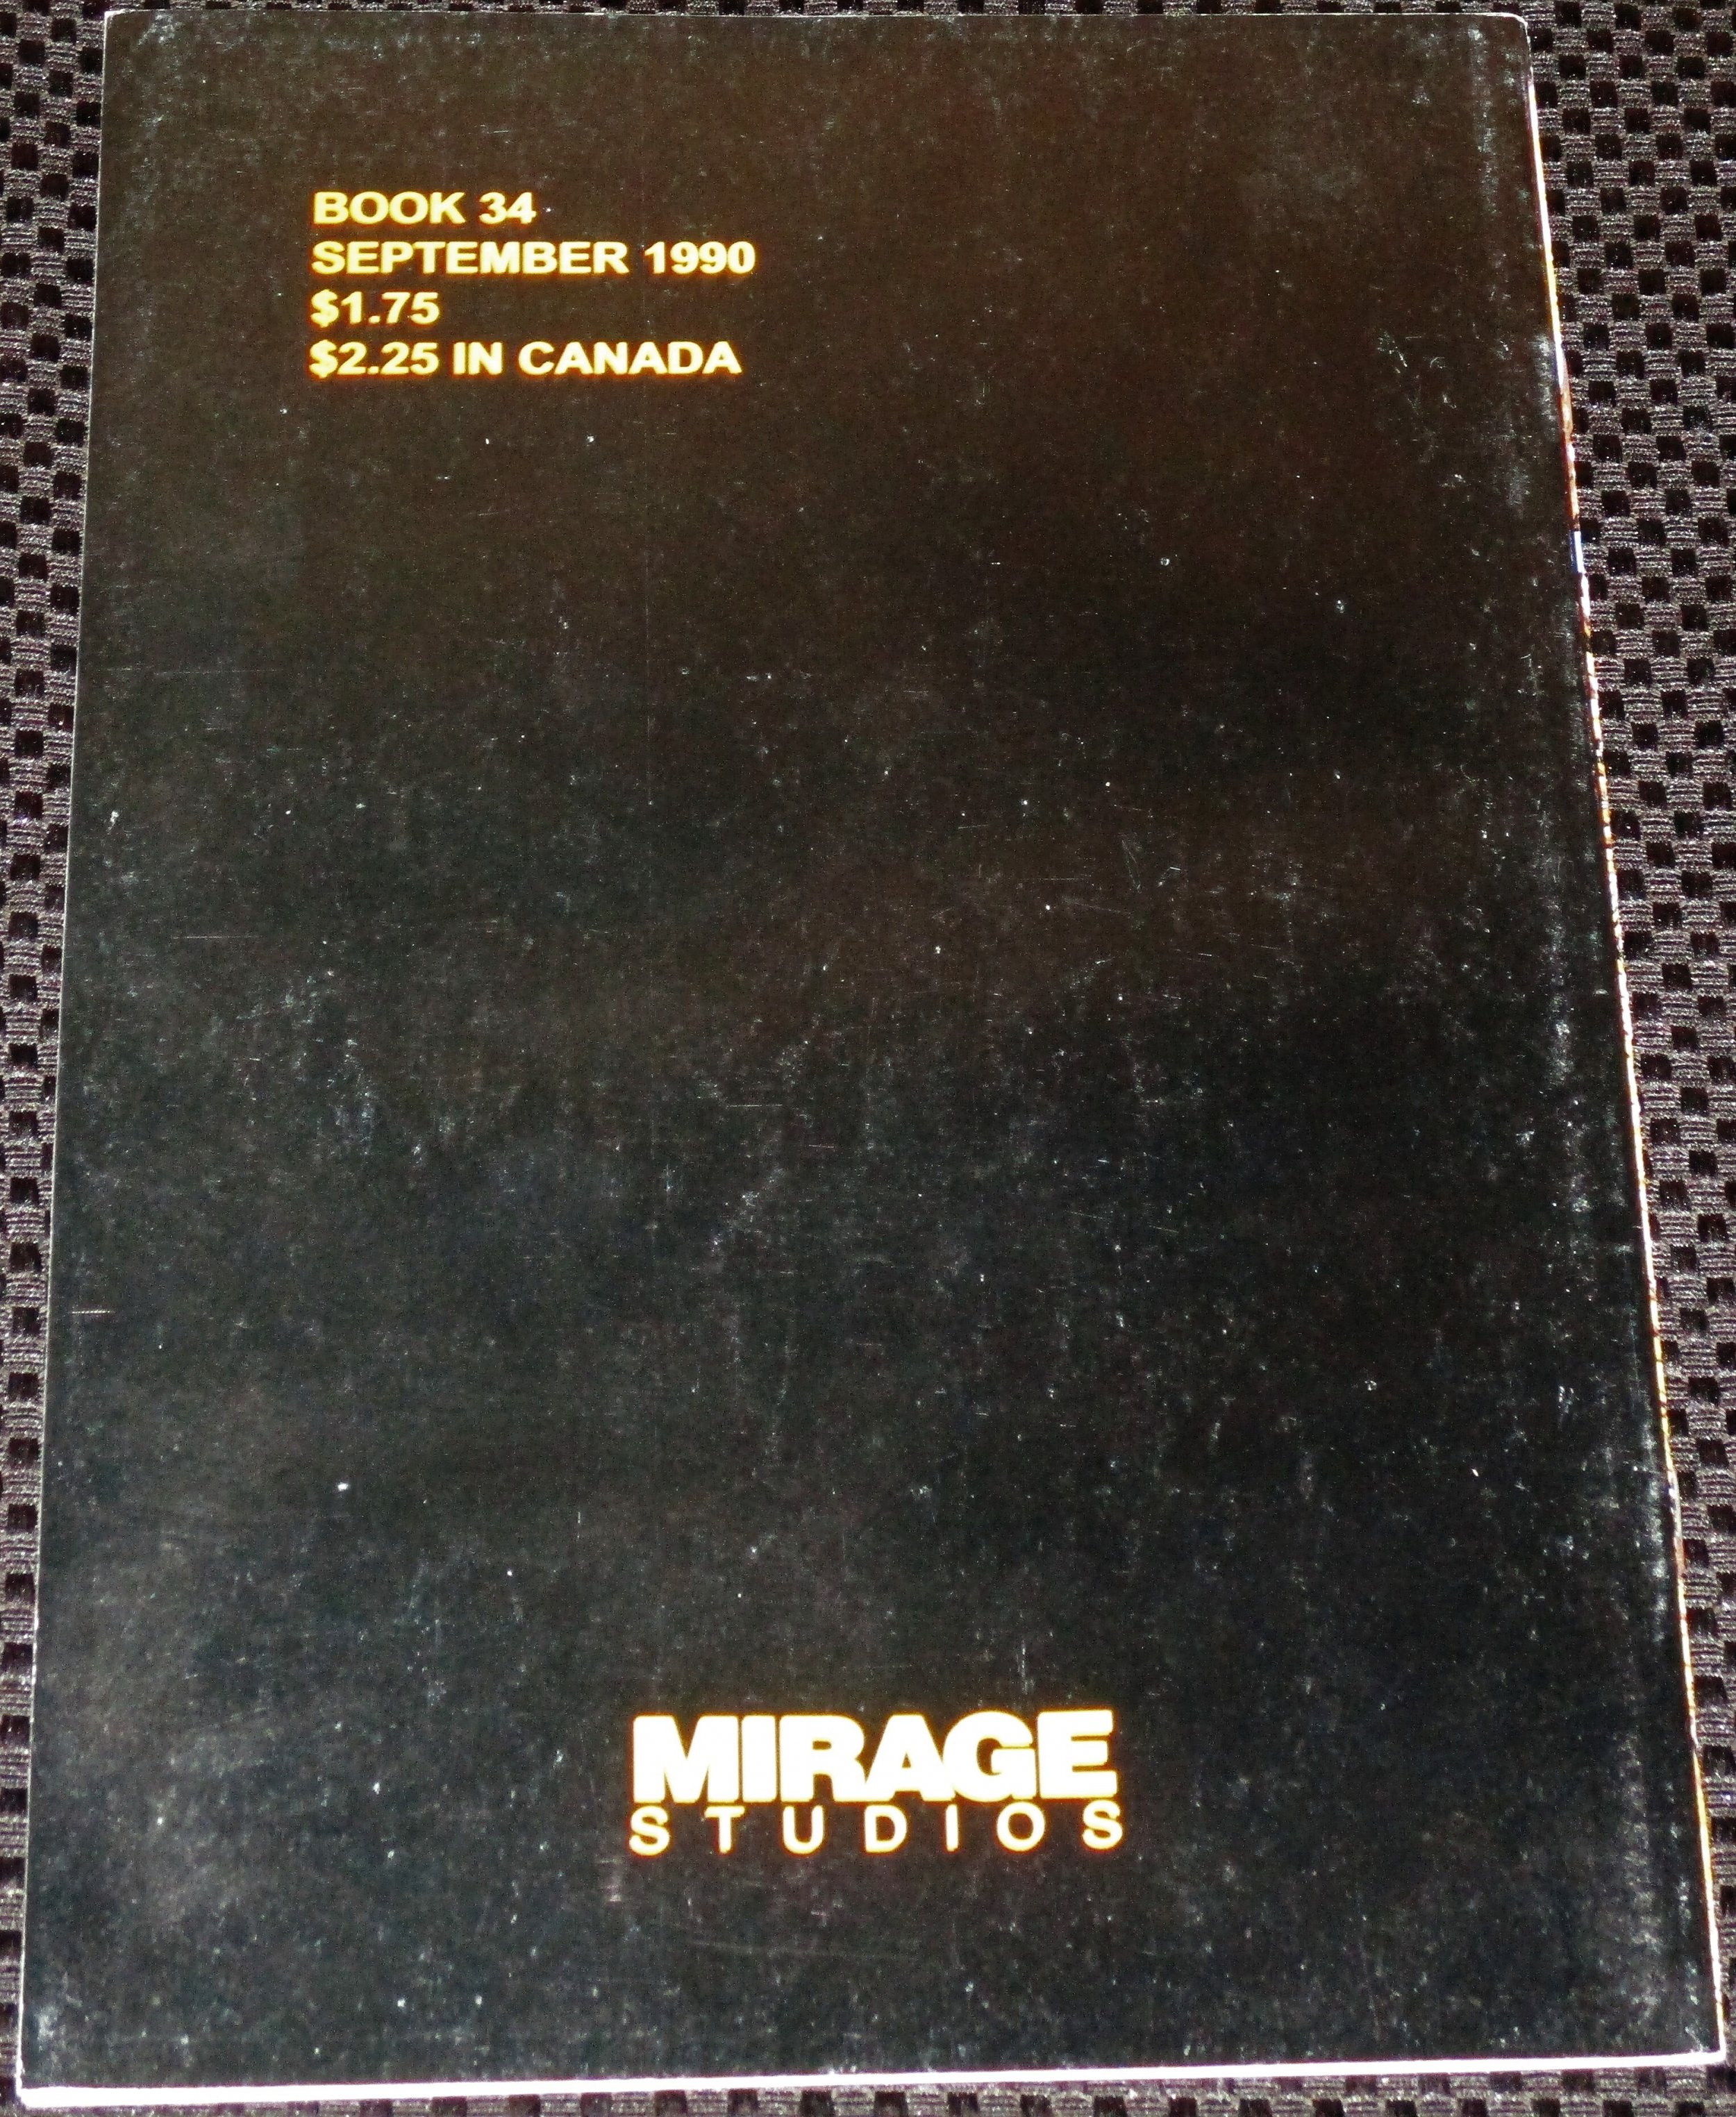 BOOK 34
SEPTEMBER 1990
$1.75
$2.25 IN CANADA
MIRAGE
STUDIOS